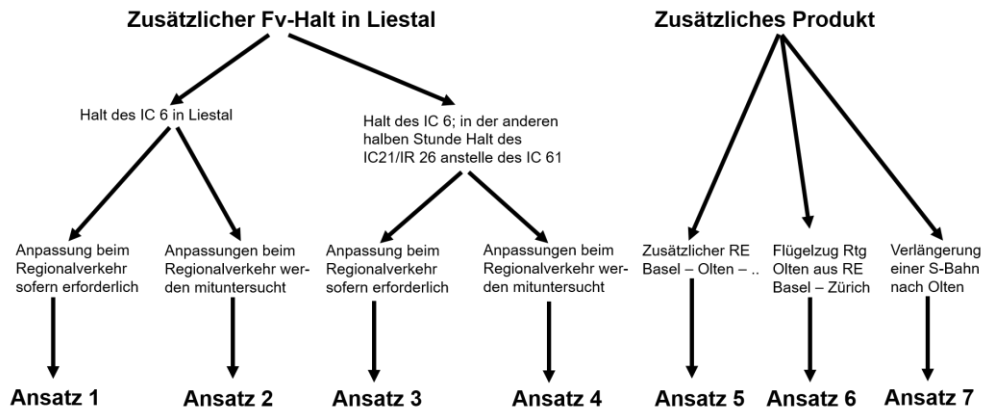 Zusätzlicher Fv-Halt in Liestal
Zusätzliches Produkt
Halt des IC 6 in Liestal
Halt des IC 6; in der anderen
halben Stunde Halt des
IC21/IR 26 anstelle des IC 61
Anpassung beim
Regionalverkehr
sofern erforderlich
Anpassungen beim
Regionalverkehr wer-
den mituntersucht
Anpassung beim
Regionalverkehr
sofern erforderlich
Anpassungen beim
Regionalverkehr wer-
den mituntersucht
Zusätzlicher RE
Basel – Olten – ..
Flügelzug Rtg
Olten aus RE
Basel – Zürich
Verlängerung
einer S-Bahn
nach Olten
Ansatz 1
Ansatz 2
Ansatz 3
Ansatz 4
Ansatz 5
Ansatz 6
Ansatz 7